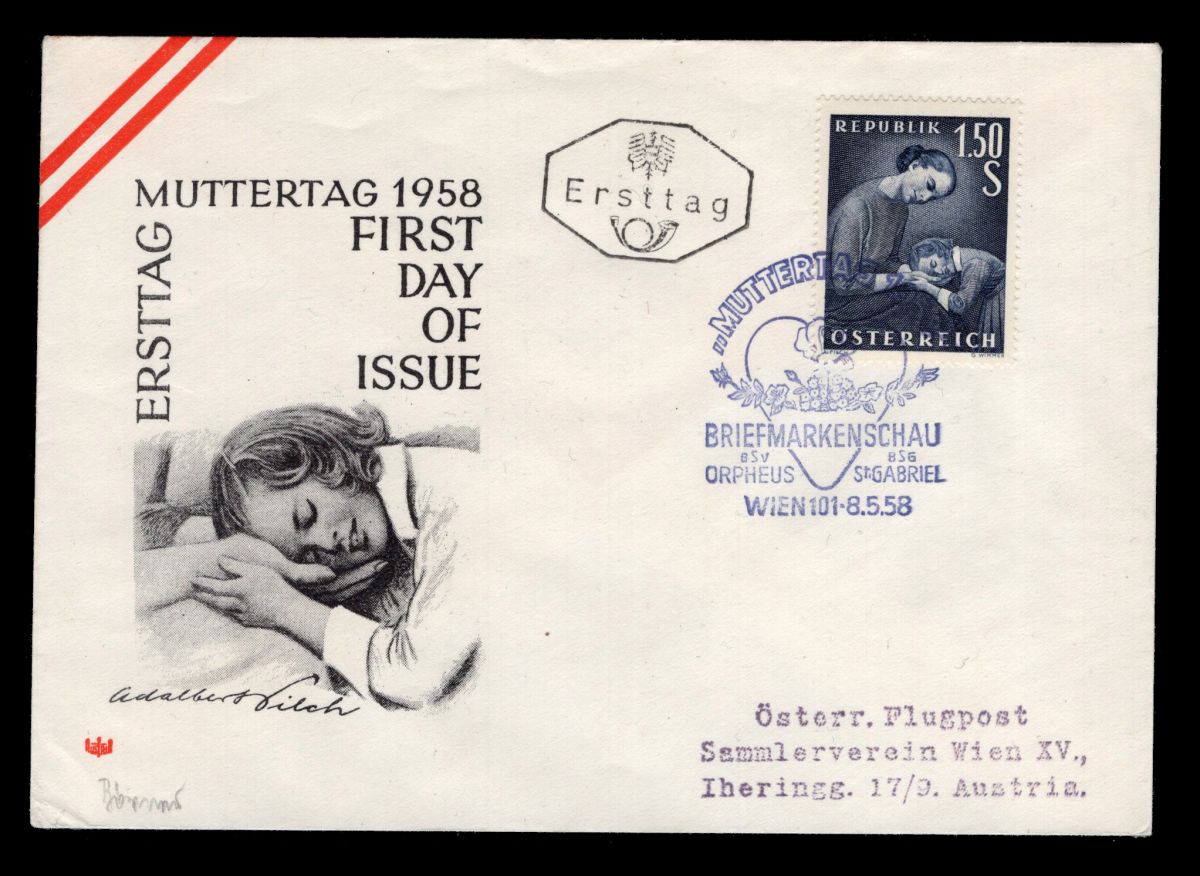 MUTTERTAG 1958
ERSTTAG
FIRST
DAY
OF
ISSUE
Adalbert Pilch
Ersttag
REPUBLIK 1.50
S
ÖSTERREICH
G. WIMMER
„MUTTERTAG
BRIEFMARKENSCHAU
BSV BSG
ORPHEUS St.GABRIEL
WIEN 101·8.5.58
Österr. Flugpost
Sammlerverein Wien XV.,
Iheringg. 17/9. Austria.